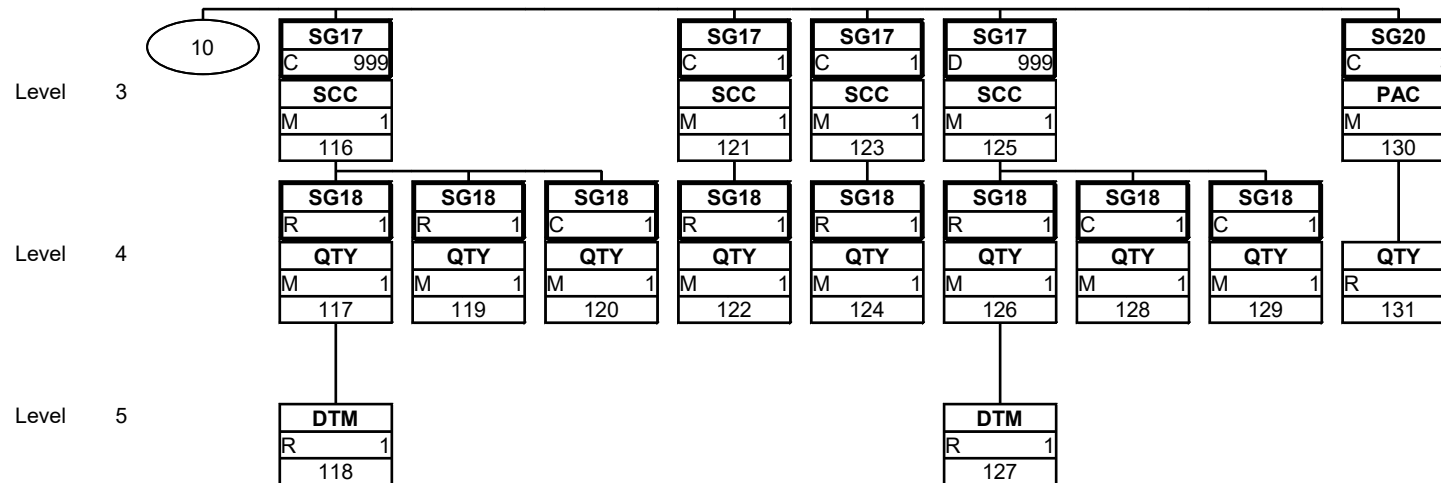 10
SG17 SG17 SG17 SG17 SG20
C 999 C 1 C 1 D 999 C
Level 3 SCC SCC SCC SCC PAC
M 1 M 1 M 1 M 1 M
116 121 123 125 130
SG18 SG18 SG18 SG18 SG18 SG18 SG18 SG18
R 1 R 1 C 1 R 1 R 1 R 1 C 1 C 1
Level 4 QTY QTY QTY QTY QTY QTY QTY QTY QTY
M 1 M 1 M 1 M 1 M 1 M 1 M 1 M 1 R
117 119 120 122 124 126 128 129 131
Level 5 DTM DTM
R 1 R 1
118 127